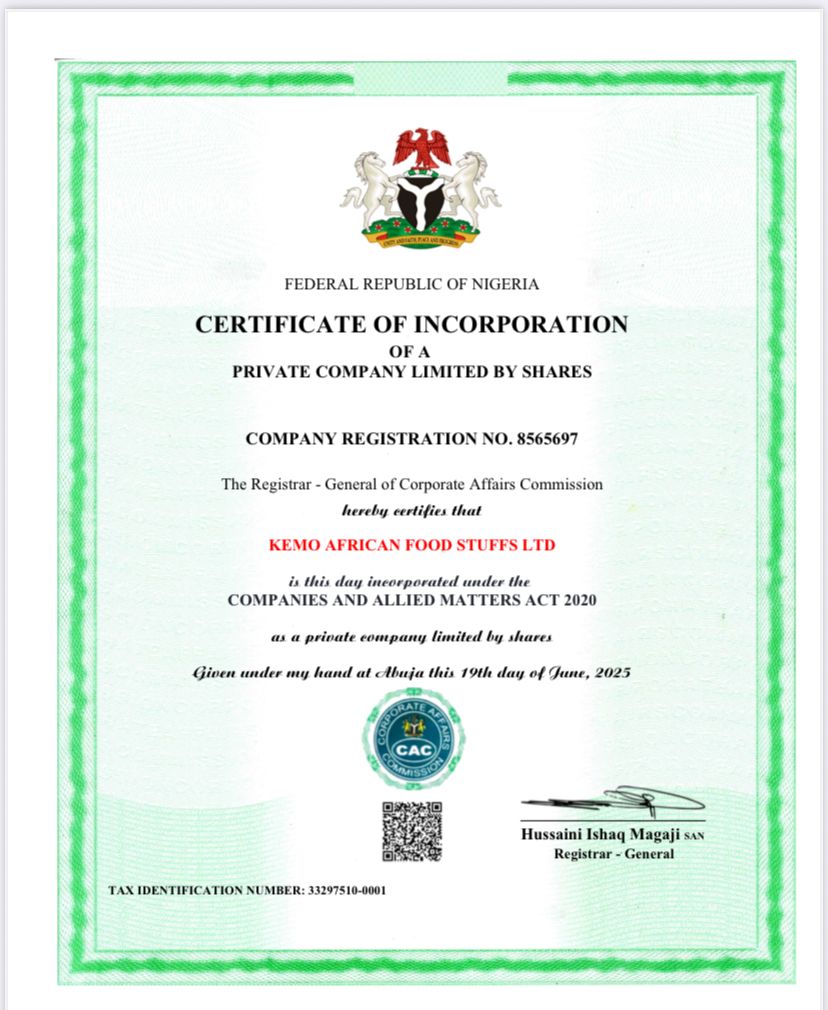 UNITY AND FAITH, PEACE AND PROGRESS
FEDERAL REPUBLIC OF NIGERIA
CERTIFICATE OF INCORPORATION
OF A
PRIVATE COMPANY LIMITED BY SHARES
COMPANY REGISTRATION NO. 8565697
The Registrar - General of Corporate Affairs Commission
hereby certifies that
KEMO AFRICAN FOOD STUFFS LTD
is this day incorporated under the
COMPANIES AND ALLIED MATTERS ACT 2020
as a private company limited by shares
Given under my hand at Abuja this 19th day of June, 2025
CORPORATE AFFAIRS
CAC
COMMISSION
Hussaini Ishaq Magaji SAN
Registrar - General
TAX IDENTIFICATION NUMBER: 33297510-0001